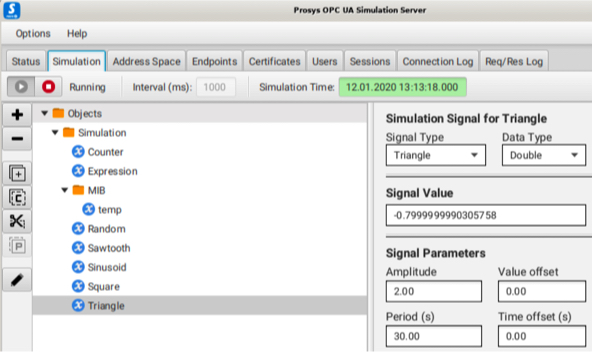 Prosys OPC UA Simulation Server
Options Help
Status Simulation Address Space Endpoints Certificates Users Sessions Connection Log Req/Res Log
Running Interval (ms): 1000 Simulation Time: 12.01.2020 13:13:18.000
Objects
Simulation
Counter
Expression
MIB
temp
Random
Sawtooth
Sinusoid
Square
Triangle
Simulation Signal for Triangle
Signal Type Data Type
Triangle Double
Signal Value
-0.7999999990305758
Signal Parameters
Amplitude Value offset
2.00 0.00
Period (s) Time offset (s)
30.00 0.00